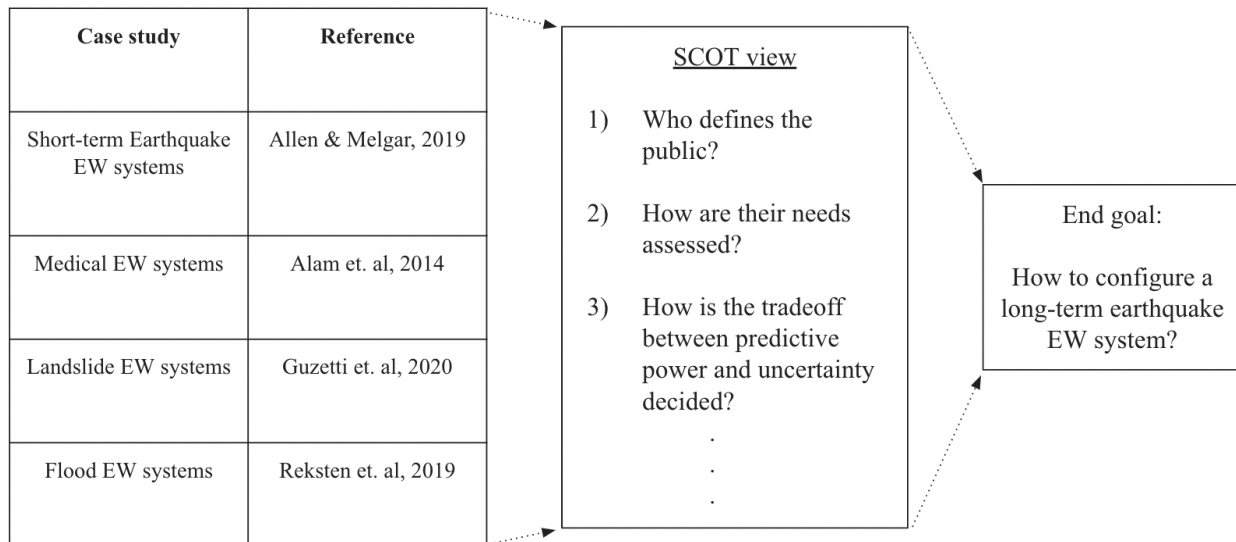 Case study
Reference
Short-term Earthquake
EW systems
Allen & Melgar, 2019
Medical EW systems
Alam et. al, 2014
Landslide EW systems
Guzetti et. al, 2020
Flood EW systems
Reksten et. al, 2019
SCOT view
1) Who defines the
public?
2) How are their needs
assessed?
3) How is the tradeoff
between predictive
power and uncertainty
decided?
.
.
.
End goal:
How to configure a
long-term earthquake
EW system?